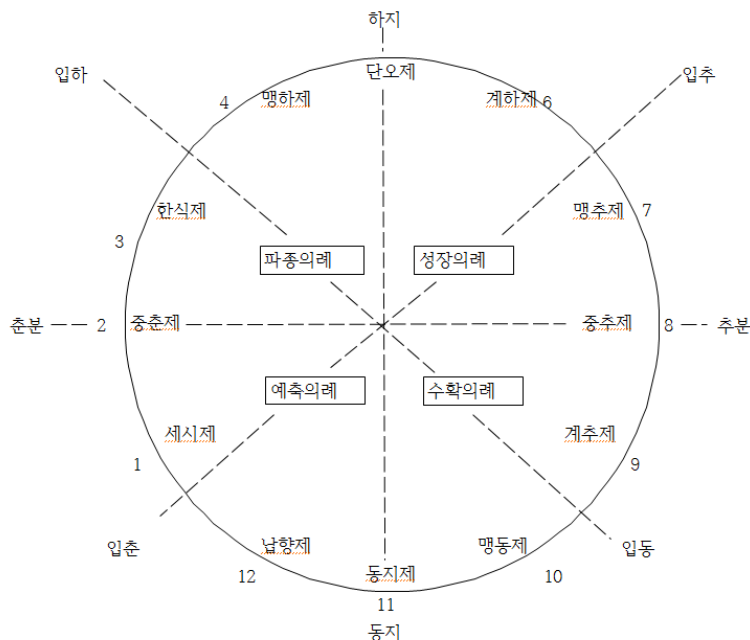 하지
입하
단오제
입추
4
맹하제
계하제
6
한식제
맹추제
7
3
파종의례
성장의례
춘분
2
중춘제
중추제
8
추분
예축의례
수확의례
세시제
계추제
1
9
입춘
납향제
맹동제
입동
12
동지제
10
11
동지